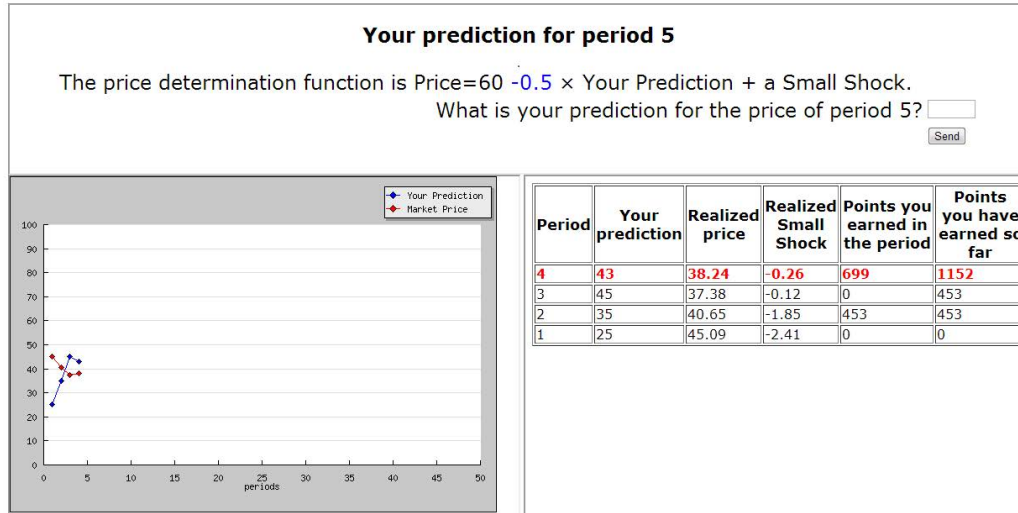 Your prediction for period 5
The price determination function is Price=60 -0.5 × Your Prediction + a Small Shock.
What is your prediction for the price of period 5?
Send
Your Prediction
Market Price
100
90
80
70
60
50
40
30
20
10
0
0 5 10 15 20 25 30 35 40 45 50
periods
Period Your prediction Realized price Realized Small Shock Points you earned in the period Points you have earned so far
4 43 38.24 -0.26 699 1152
3 45 37.38 -0.12 0 453
2 35 40.65 -1.85 453 453
1 25 45.09 -2.41 0 0